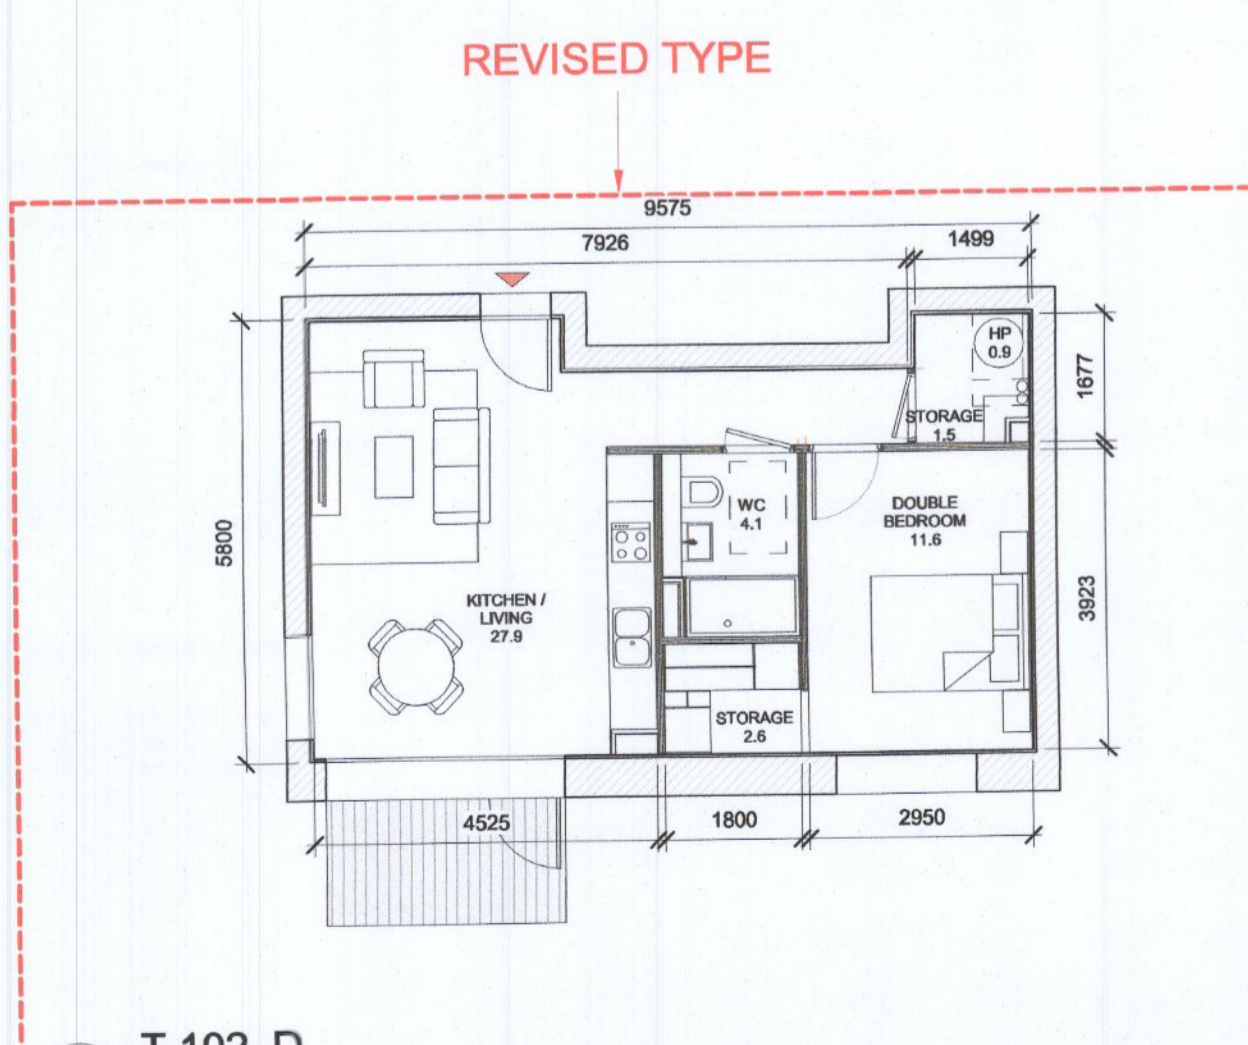 REVISED TYPE
9575
7926
1499
HP
0.9
1677
STORAGE
1.5
WC
4.1
DOUBLE
BEDROOM
11.6
5800
KITCHEN /
LIVING
27.9
3923
STORAGE
2.6
4525
1800
2950